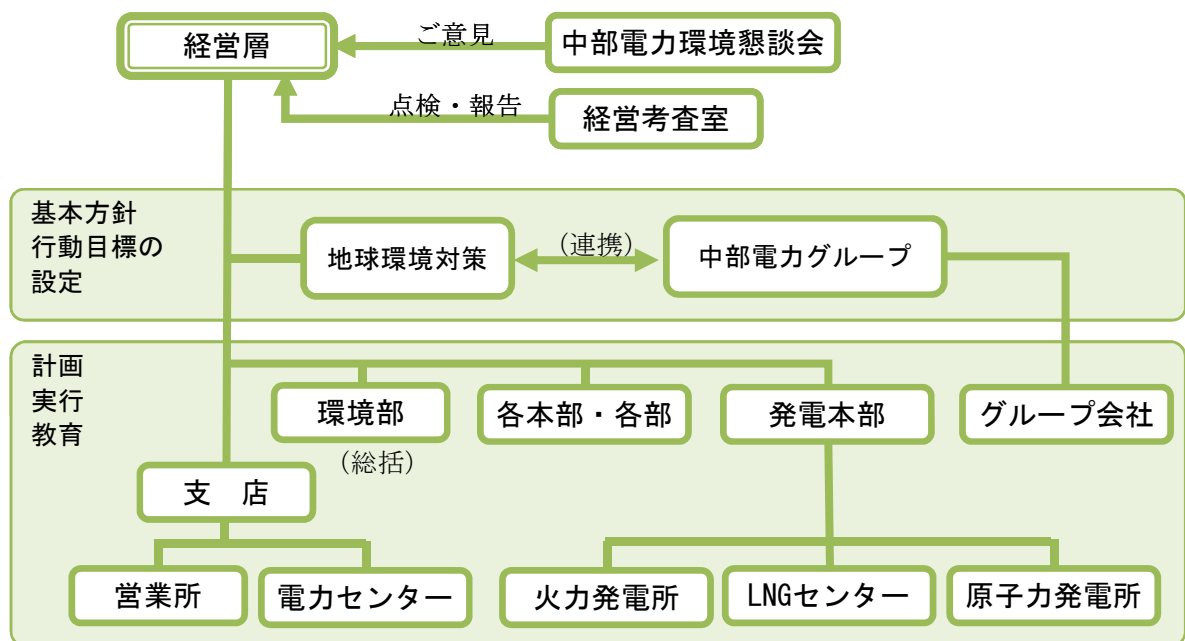 経営層
ご意見
中部電力環境懇談会
点検・報告
経営考査室
基本方針
行動目標の
設定
地球環境対策
(連携)
中部電力グループ
計画
実行
教育
環境部
(総括)
各本部・各部
発電本部
グループ会社
支　店
営業所
電力センター
火力発電所
LNGセンター
原子力発電所